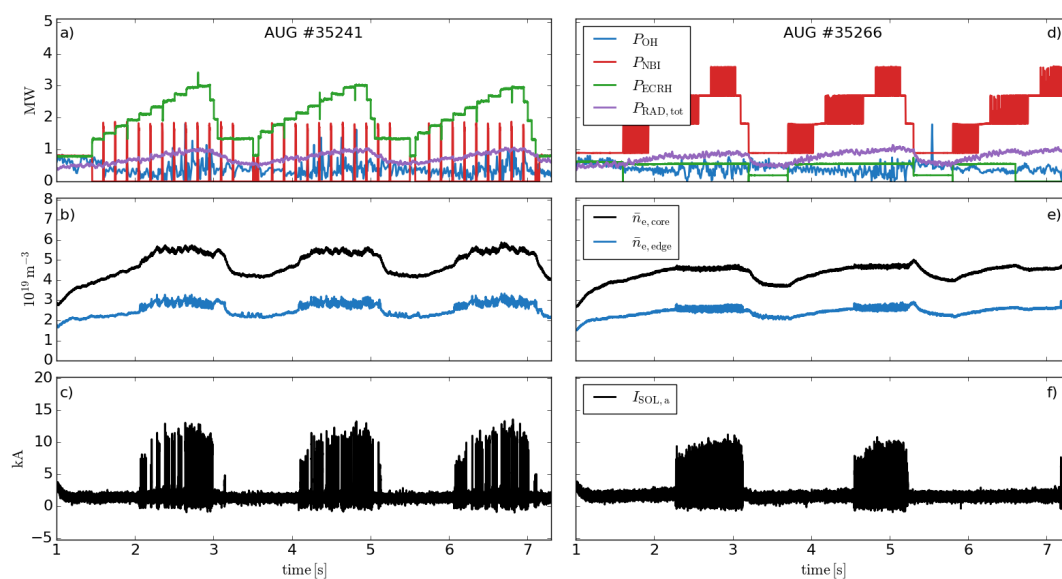 a)
AUG #35241
MW
5
4
3
2
1
0
AUG #35266
d)
P_OH
P_NBI
P_ECRH
P_RAD,tot
b)
10^19 m^−3
8
7
6
5
4
3
2
1
0
n̄_e,core
n̄_e,edge
e)
c)
kA
20
15
10
5
0
−5
1 2 3 4 5 6 7
time [s]
I_SOL,a
f)
1 2 3 4 5 6 7
time [s]